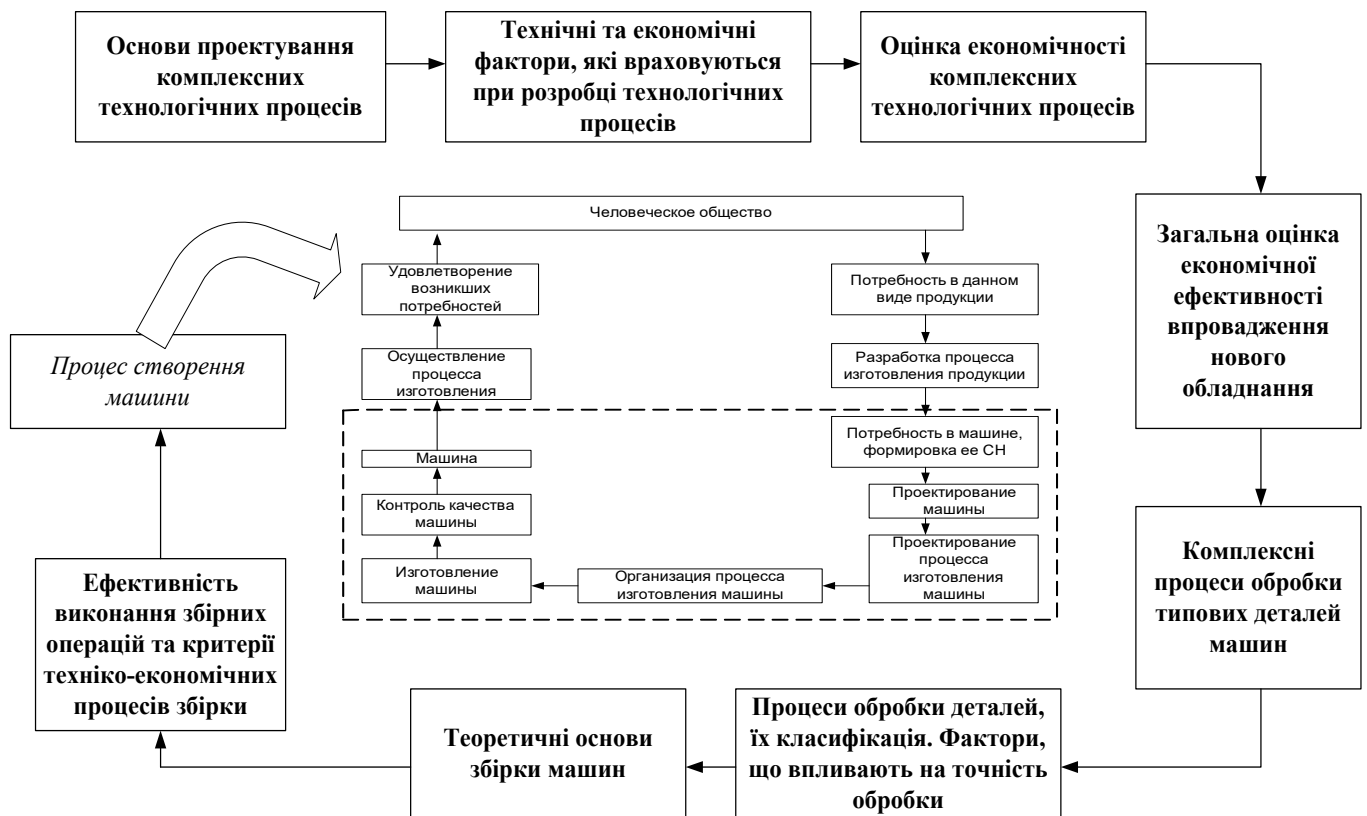 Основи проектування
комплексних
технологічних процесів
Технічні та економічні
фактори, які враховуються
при розробці технологічних
процесів
Оцінка економічності
комплексних
технологічних процесів
Загальна оцінка
економічної
ефективності
впровадження
нового
обладнання
Комплексні
процеси обробки
типових деталей
машин
Процеси обробки деталей,
їх класифікація. Фактори,
що впливають на точність
обробки
Теоретичні основи
збірки машин
Ефективність
виконання збірних
операцій та критерії
техніко-економічних
процесів збірки
Процес створення
машини
Человеческое общество
Потребность в данном
виде продукции
Разработка процесса
изготовления продукции
Потребность в машине,
формировка ее СН
Проектирование
машины
Проектирование
процесса
изготовления
машины
Организация процесса
изготовления машины
Изготовление
машины
Контроль качества
машины
Машина
Осуществление
процесса
изготовления
Удовлетворение
возникших
потребностей